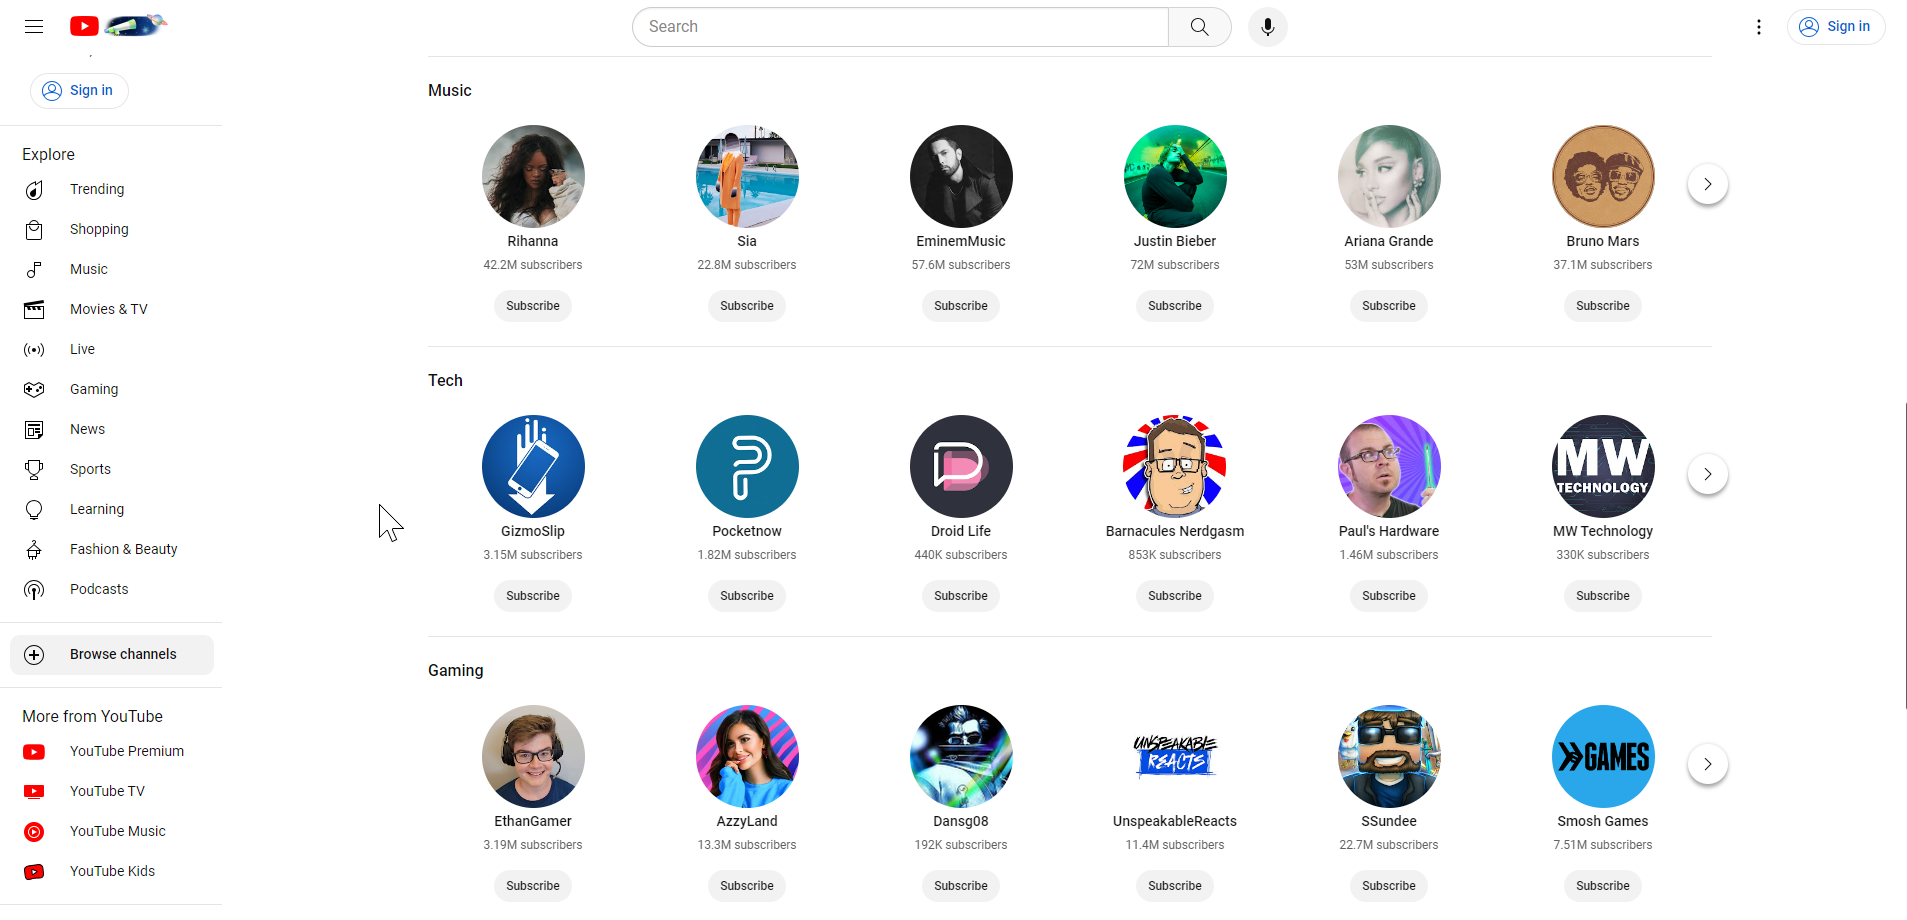 Search
Sign in
Sign in
Explore
Trending
Shopping
Music
Movies & TV
Live
Gaming
News
Sports
Learning
Fashion & Beauty
Podcasts
Browse channels
More from YouTube
YouTube Premium
YouTube TV
YouTube Music
YouTube Kids
Music
Rihanna
42.2M subscribers
Subscribe
Sia
22.8M subscribers
Subscribe
EminemMusic
57.6M subscribers
Subscribe
Justin Bieber
72M subscribers
Subscribe
Ariana Grande
53M subscribers
Subscribe
Bruno Mars
37.1M subscribers
Subscribe
Tech
GizmoSlip
3.15M subscribers
Subscribe
Pocketnow
1.82M subscribers
Subscribe
Droid Life
440K subscribers
Subscribe
Barnacules Nerdgasm
853K subscribers
Subscribe
Paul's Hardware
1.46M subscribers
Subscribe
MW
TECHNOLOGY
MW Technology
330K subscribers
Subscribe
Gaming
EthanGamer
3.19M subscribers
Subscribe
AzzyLand
13.3M subscribers
Subscribe
Dansg08
192K subscribers
Subscribe
UNSPEAKABLE
REACTS
UnspeakableReacts
11.4M subscribers
Subscribe
SSundee
22.7M subscribers
Subscribe
GAMES
Smosh Games
7.51M subscribers
Subscribe